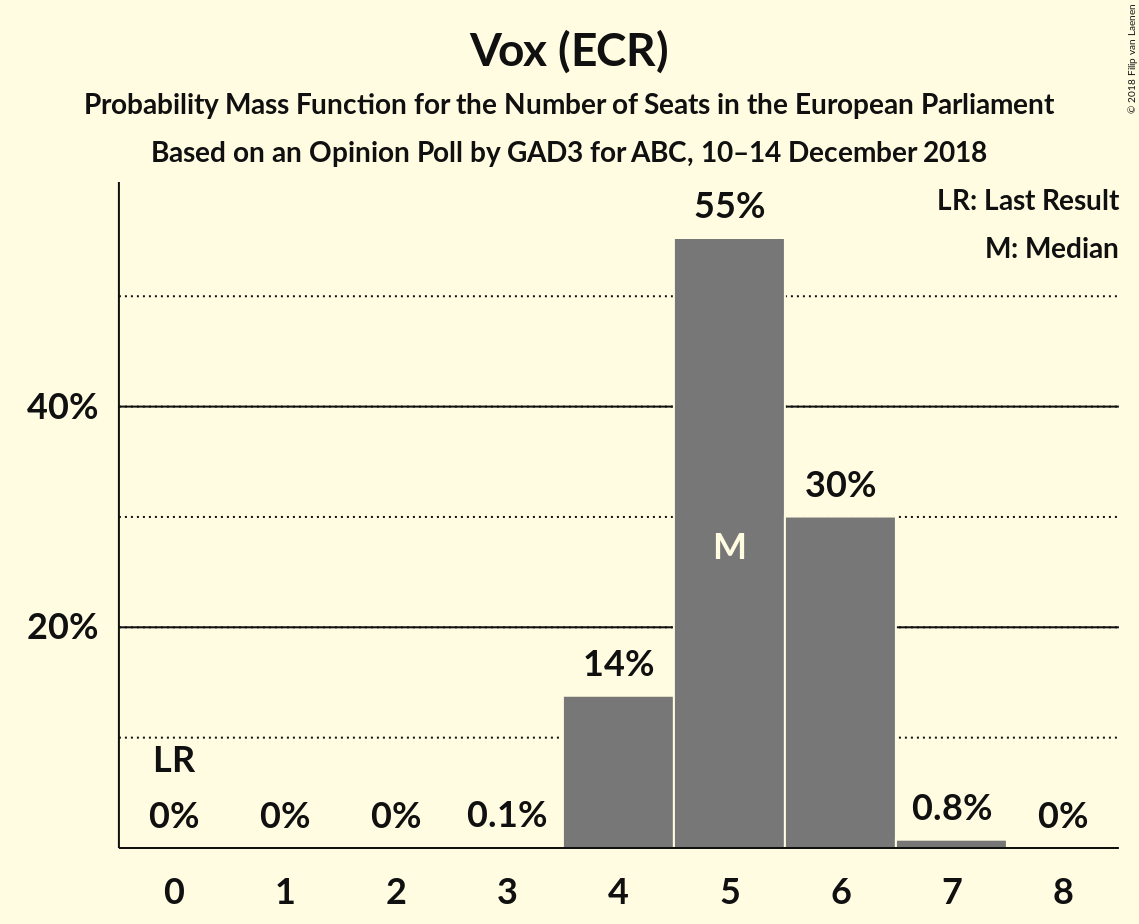 © 2018 Filip van Laenen
Vox (ECR)
Probability Mass Function for the Number of Seats in the European Parliament
Based on an Opinion Poll by GAD3 for ABC, 10–14 December 2018
LR: Last Result
M: Median
55%
40%
30%
M
20%
14%
LR
0% 0% 0% 0.1% 0.8% 0%
0 1 2 3 4 5 6 7 8